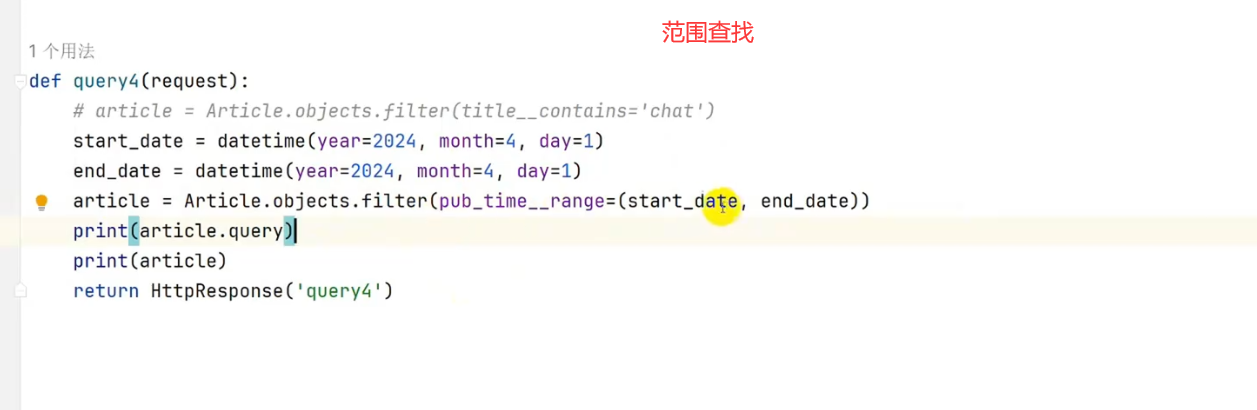 范围查找
1 个用法
def query4(request):
    # article = Article.objects.filter(title__contains='chat')
    start_date = datetime(year=2024, month=4, day=1)
    end_date = datetime(year=2024, month=4, day=1)
    article = Article.objects.filter(pub_time__range=(start_date, end_date))
    print(article.query)
    print(article)
    return HttpResponse('query4')